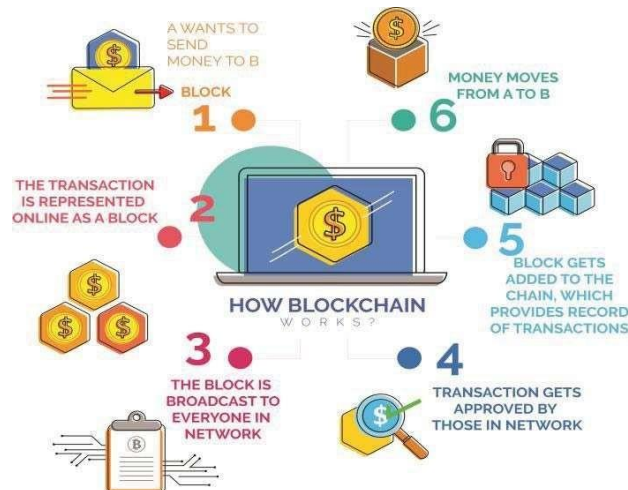 A WANTS TO
SEND
MONEY TO B
BLOCK
1
2
THE TRANSACTION
IS REPRESENTED
ONLINE AS A BLOCK
3
THE BLOCK IS
BROADCAST TO
EVERYONE IN
NETWORK
4
TRANSACTION GETS
APPROVED BY
THOSE IN NETWORK
5
BLOCK GETS
ADDED TO THE
CHAIN, WHICH
PROVIDES RECORD
OF TRANSACTIONS
6
MONEY MOVES
FROM A TO B
HOW BLOCKCHAIN
WORKS?
$
$
$
$
$
$
$
B